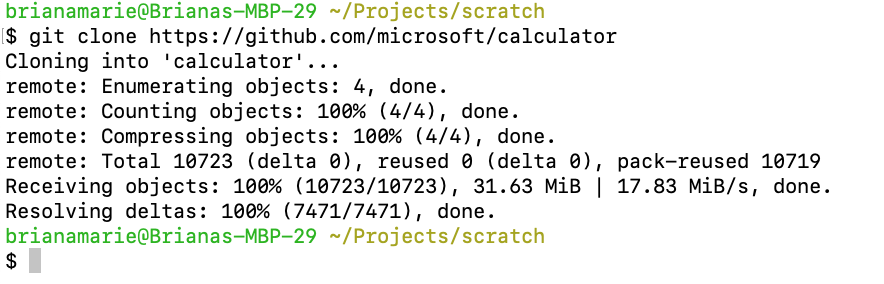 brianamarie@Brianas-MBP-29 ~/Projects/scratch
$ git clone https://github.com/microsoft/calculator
Cloning into 'calculator'...
remote: Enumerating objects: 4, done.
remote: Counting objects: 100% (4/4), done.
remote: Compressing objects: 100% (4/4), done.
remote: Total 10723 (delta 0), reused 0 (delta 0), pack-reused 10719
Receiving objects: 100% (10723/10723), 31.63 MiB | 17.83 MiB/s, done.
Resolving deltas: 100% (7471/7471), done.
brianamarie@Brianas-MBP-29 ~/Projects/scratch
$